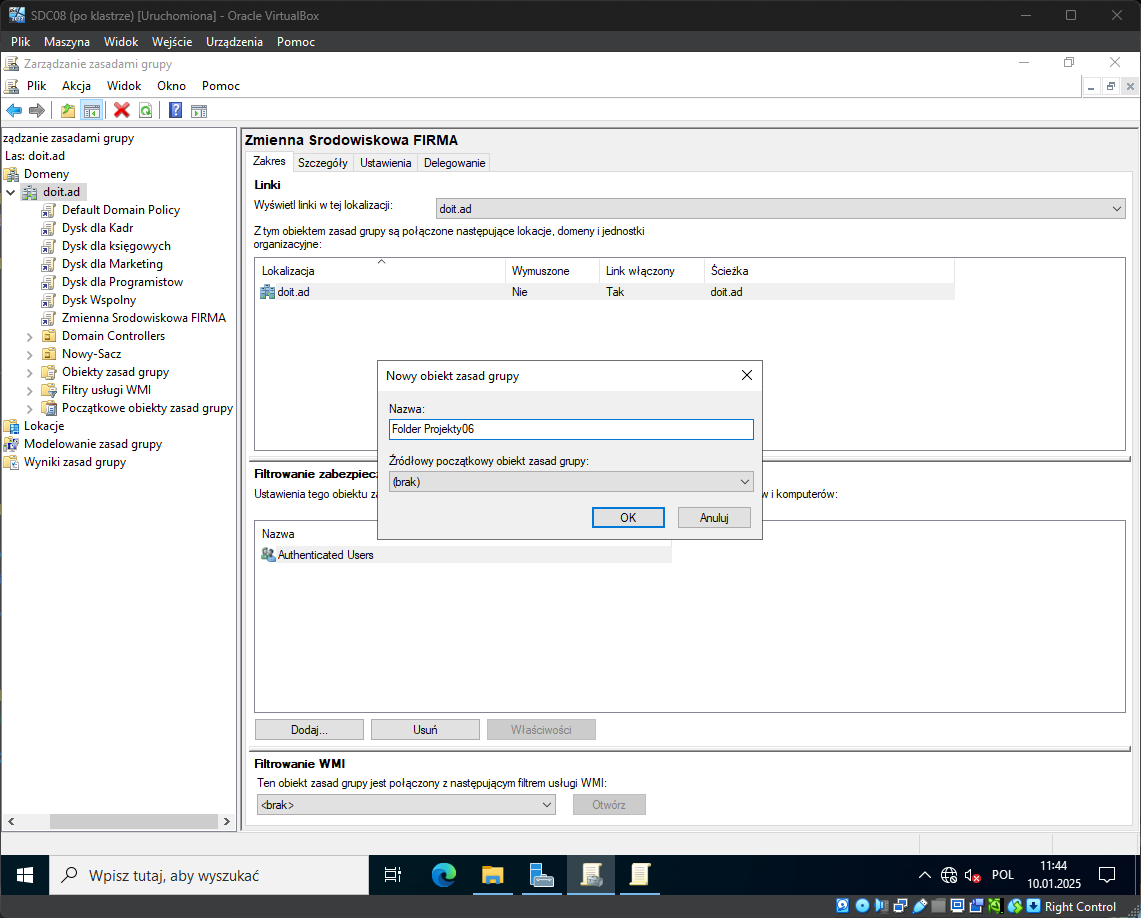 SDC08 (po klastrze) [Uruchomiona] - Oracle VirtualBox
Plik Maszyna Widok Wejście Urządzenia Pomoc
Zarządzanie zasadami grupy
Plik Akcja Widok Okno Pomoc
ządzanie zasadami grupy
Las: doit.ad
Domeny
doit.ad
Default Domain Policy
Dysk dla Kadr
Dysk dla księgowych
Dysk dla Marketing
Dysk dla Programistow
Dysk Wspolny
Zmienna Srodowiskowa FIRMA
Domain Controllers
Nowy-Sacz
Obiekty zasad grupy
Filtry usługi WMI
Początkowe obiekty zasad grupy
Lokacje
Modelowanie zasad grupy
Wyniki zasad grupy
Zmienna Srodowiskowa FIRMA
Zakres Szczegóły Ustawienia Delegowanie
Linki
Wyświetl linki w tej lokalizacji: doit.ad
Z tym obiektem zasad grupy są połączone następujące lokacje, domeny i jednostki
organizacyjne:
Lokalizacja Wymuszone Link włączony Ścieżka
doit.ad Nie Tak doit.ad
Nowy obiekt zasad grupy
Nazwa:
Folder Projekty06
Źródłowy początkowy obiekt zasad grupy:
(brak)
OK Anuluj
Filtrowanie zabezpiec
Ustawienia tego obiektu za w i komputerów:
Nazwa
Authenticated Users
Dodaj... Usuń Właściwości
Filtrowanie WMI
Ten obiekt zasad grupy jest połączony z następującym filtrem usługi WMI:
<brak> Otwórz
Wpisz tutaj, aby wyszukać
POL
11:44
10.01.2025
Right Control